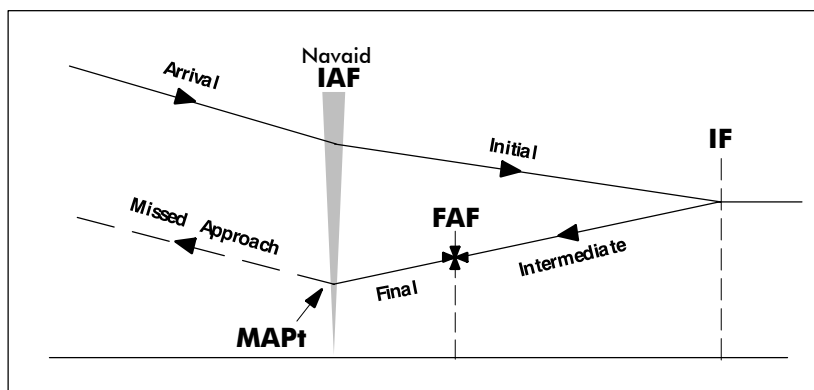 Navaid
IAF
Arrival
Initial
IF
Missed Approach
FAF
Intermediate
Final
MAPt